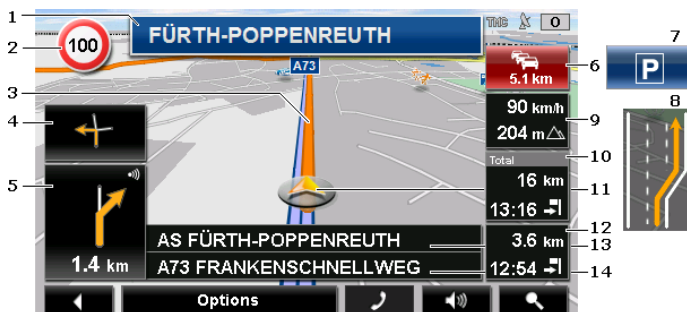 1
FÜRTH-POPPENREUTH
THC
0
7
2
100
6
5.1 km
P
A73
8
3
90 km/h
9
204 m
4
Total
10
5
16 km
11
13:16
12
AS FÜRTH-POPPENREUTH
3.6 km
13
1.4 km
A73 FRANKENSCHNELLWEG
12:54
14
Options